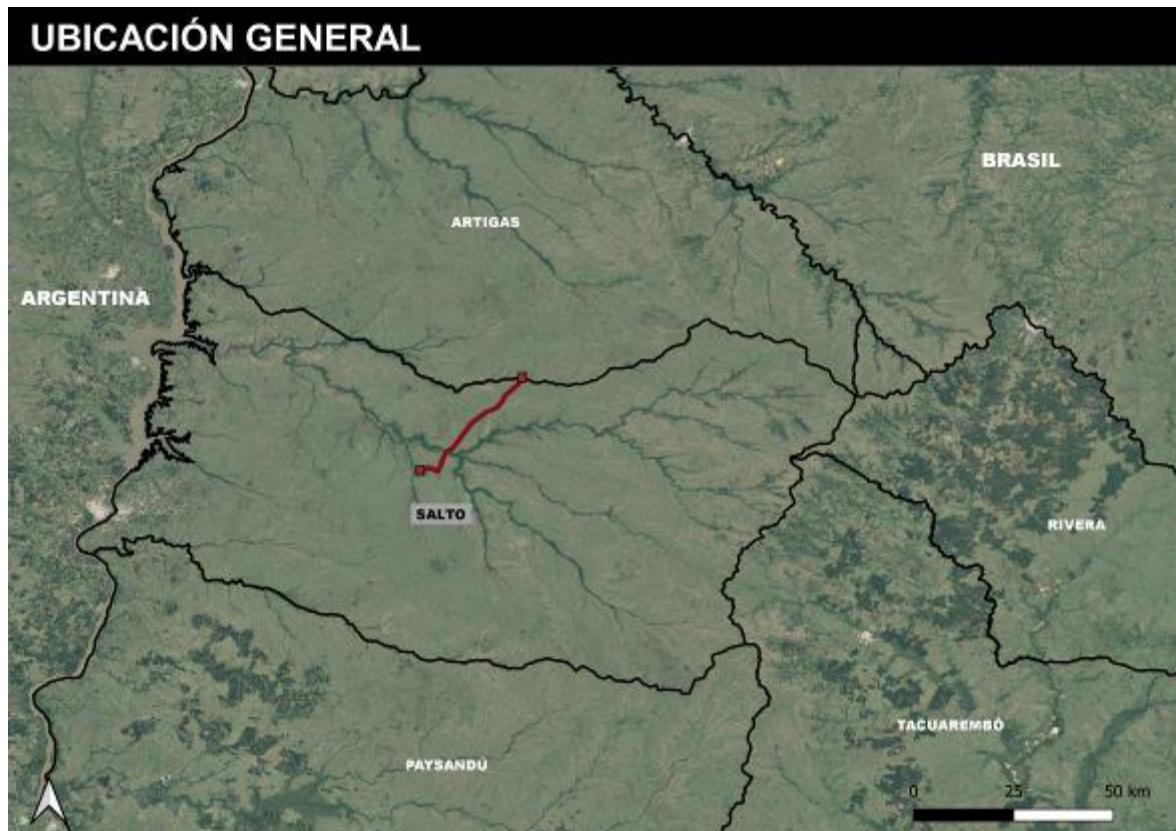 UBICACIÓN GENERAL
BRASIL
ARTIGAS
ARGENTINA
SALTO
RIVERA
TACUAREMBÓ
PAYSANDÚ
0 25 50 km